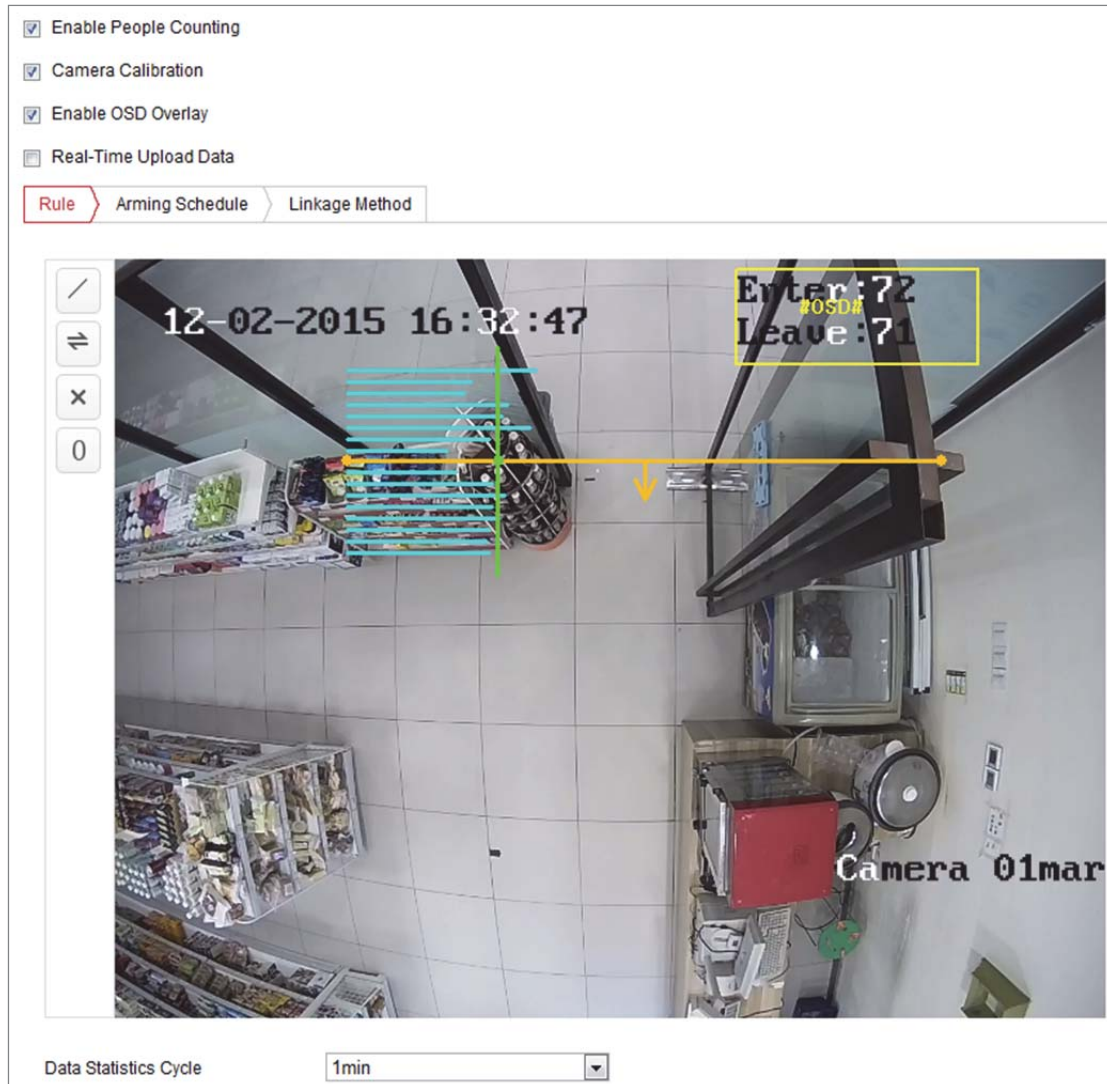 Enable People Counting
Camera Calibration
Enable OSD Overlay
Real-Time Upload Data
Rule
Arming Schedule
Linkage Method
12-02-2015 16:32:47
Enter:72
#OSD#
Leave:71
0
Camera 01mar
Data Statistics Cycle
1min